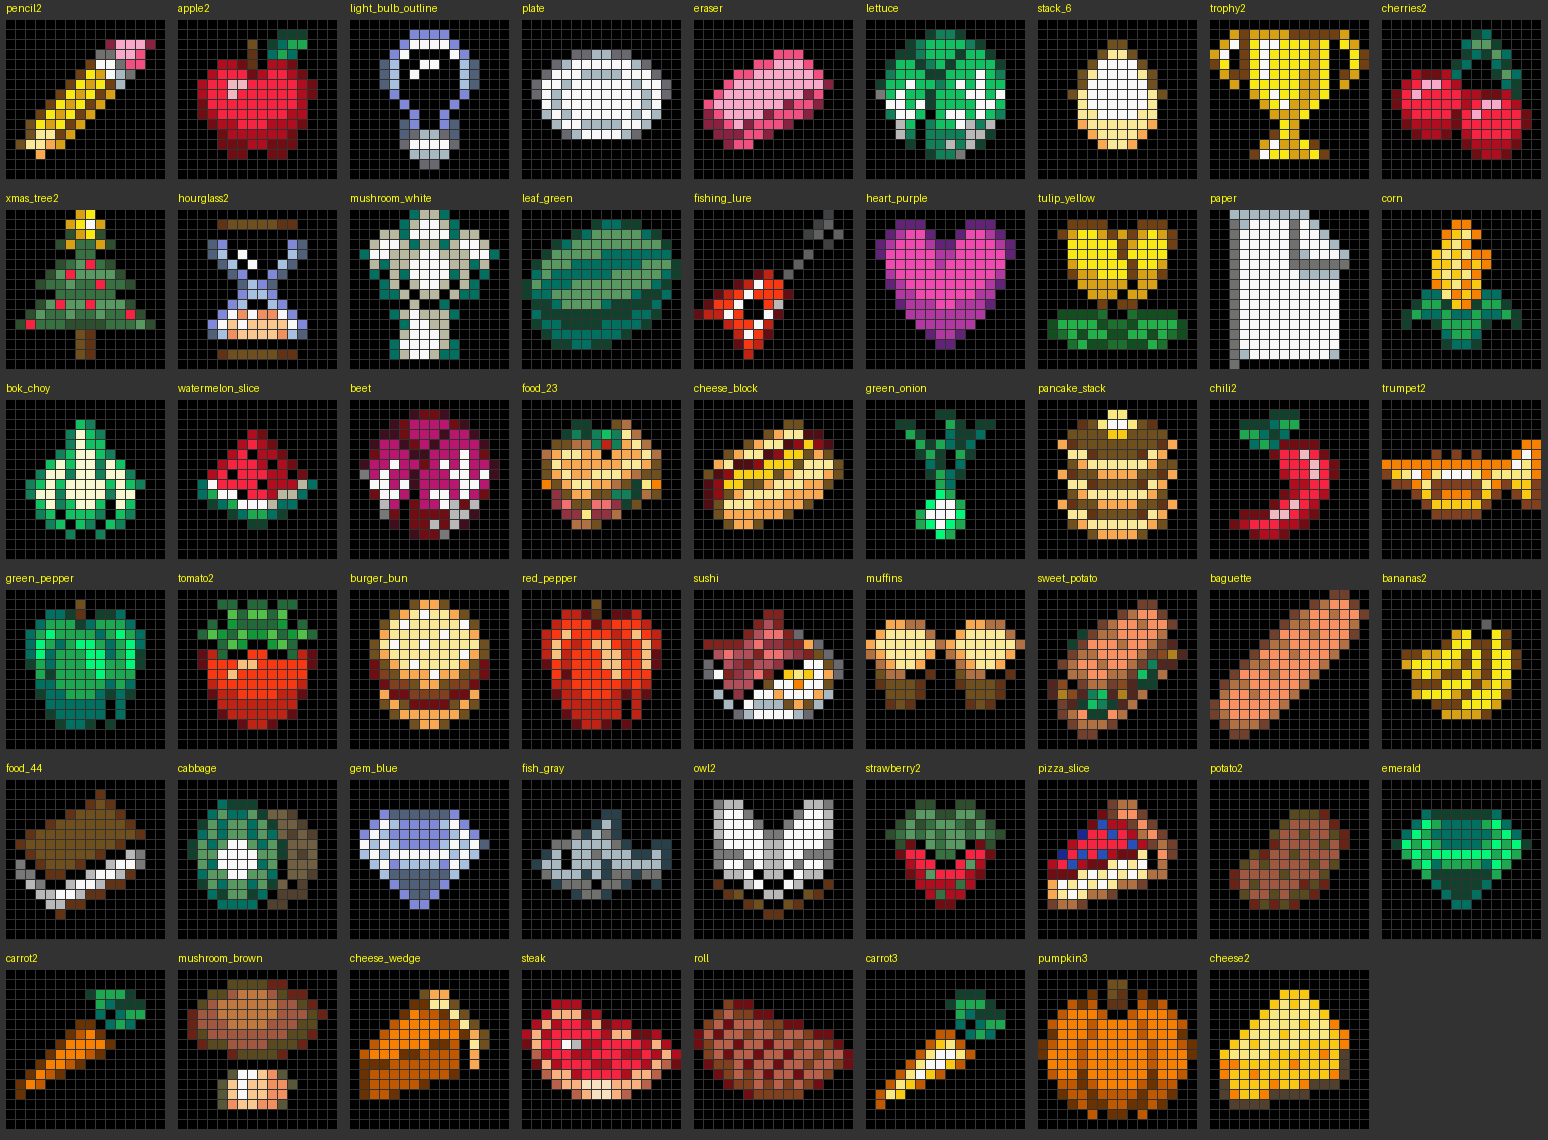 pencil2 apple2 light_bulb_outline plate eraser lettuce stack_6 trophy2 cherries2
xmas_tree2 hourglass2 mushroom_white leaf_green fishing_lure heart_purple tulip_yellow paper corn
bok_choy watermelon_slice beet food_23 cheese_block green_onion pancake_stack chili2 trumpet2
green_pepper tomato2 burger_bun red_pepper sushi muffins sweet_potato baguette bananas2
food_44 cabbage gem_blue fish_gray owl2 strawberry2 pizza_slice potato2 emerald
carrot2 mushroom_brown cheese_wedge steak roll carrot3 pumpkin3 cheese2